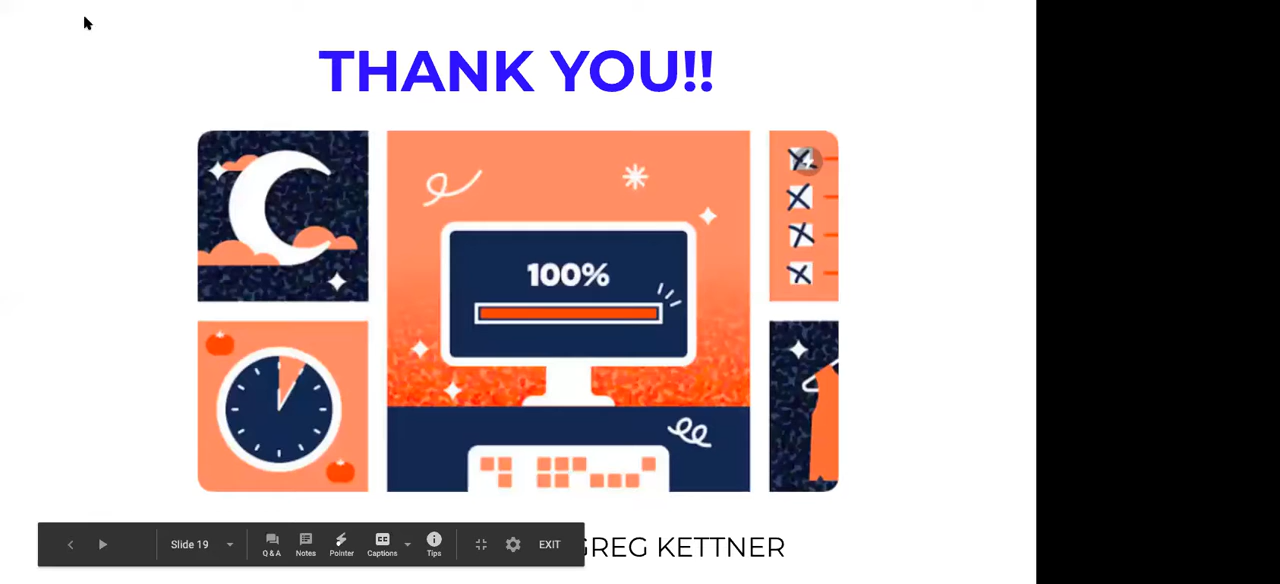 THANK YOU!!
100%
Slide 19
Q & A
Notes
Pointer
Captions
Tips
EXIT
GREG KETTNER